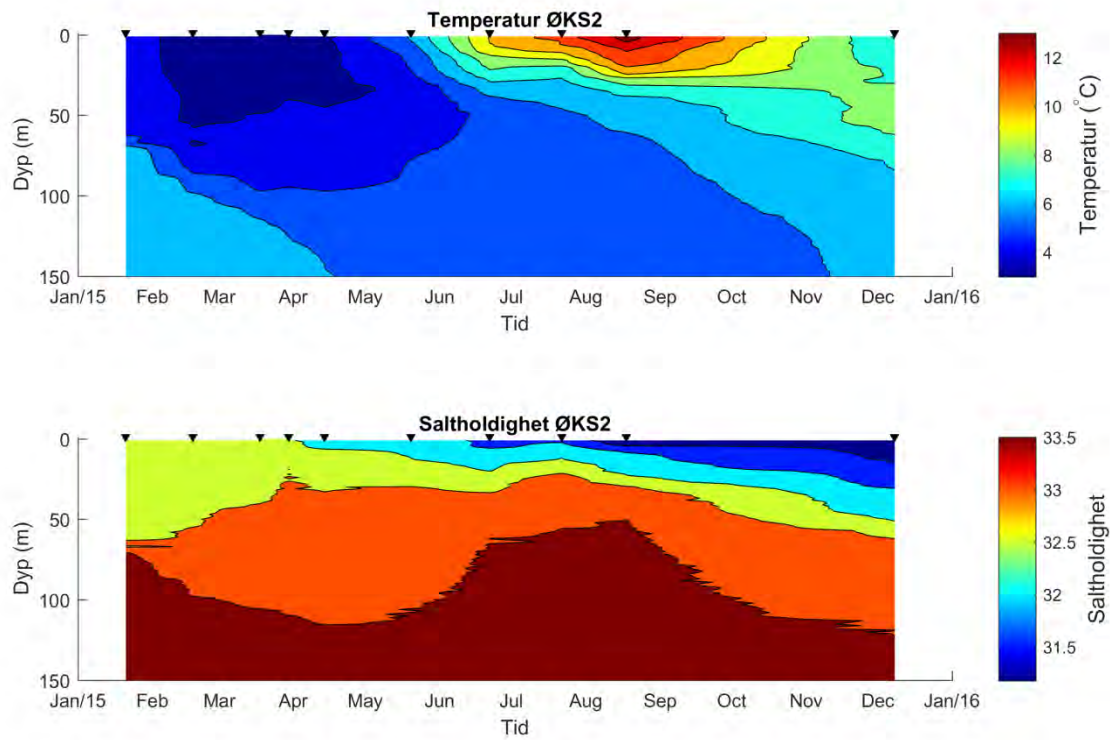 Temperatur ØKS2
0
50
100
150
Dyp (m)
Jan/15 Feb Mar Apr May Jun Jul Aug Sep Oct Nov Dec Jan/16
Tid
12
10
8
6
4
Temperatur (°C)
Saltholdighet ØKS2
0
50
100
150
Dyp (m)
Jan/15 Feb Mar Apr May Jun Jul Aug Sep Oct Nov Dec Jan/16
Tid
33.5
33
32.5
32
31.5
Saltholdighet